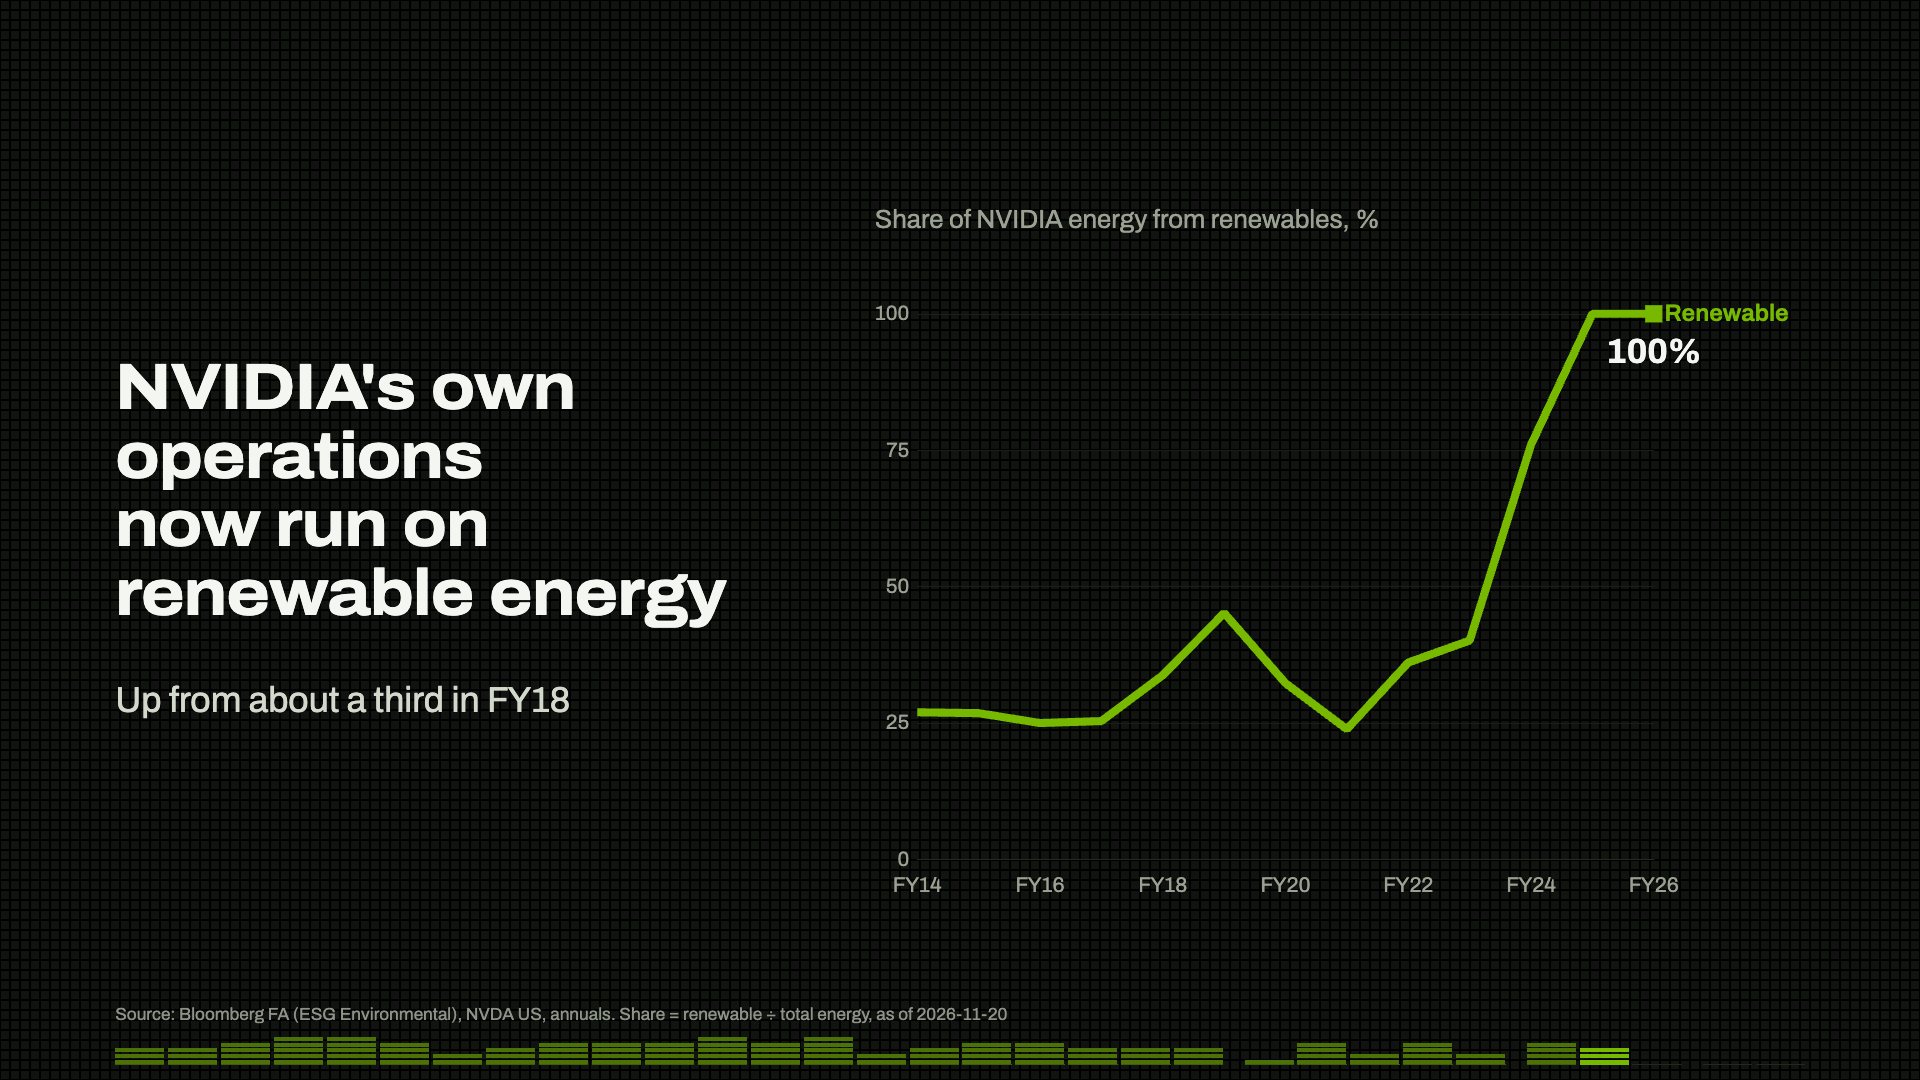 NVIDIA's own
operations
now run on
renewable energy
Up from about a third in FY18
Share of NVIDIA energy from renewables, %
100
75
50
25
0
FY14
FY16
FY18
FY20
FY22
FY24
FY26
Renewable
100%
Source: Bloomberg FA (ESG Environmental), NVDA US, annuals. Share = renewable ÷ total energy, as of 2026-11-20